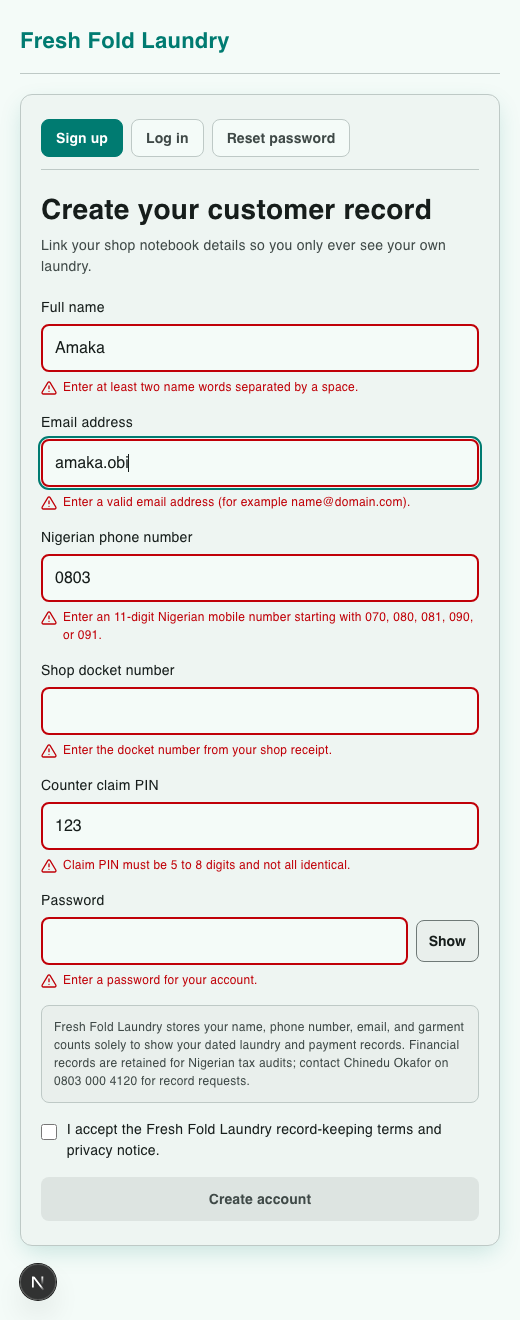 Fresh Fold Laundry
Sign up
Log in
Reset password
Create your customer record
Link your shop notebook details so you only ever see your own
laundry.
Full name
Amaka
Enter at least two name words separated by a space.
Email address
amaka.obi
Enter a valid email address (for example name@domain.com).
Nigerian phone number
0803
Enter an 11-digit Nigerian mobile number starting with 070, 080, 081, 090,
or 091.
Shop docket number
Enter the docket number from your shop receipt.
Counter claim PIN
123
Claim PIN must be 5 to 8 digits and not all identical.
Password
Show
Enter a password for your account.
Fresh Fold Laundry stores your name, phone number, email, and garment
counts solely to show your dated laundry and payment records. Financial
records are retained for Nigerian tax audits; contact Chinedu Okafor on
0803 000 4120 for record requests.
I accept the Fresh Fold Laundry record-keeping terms and
privacy notice.
Create account
N